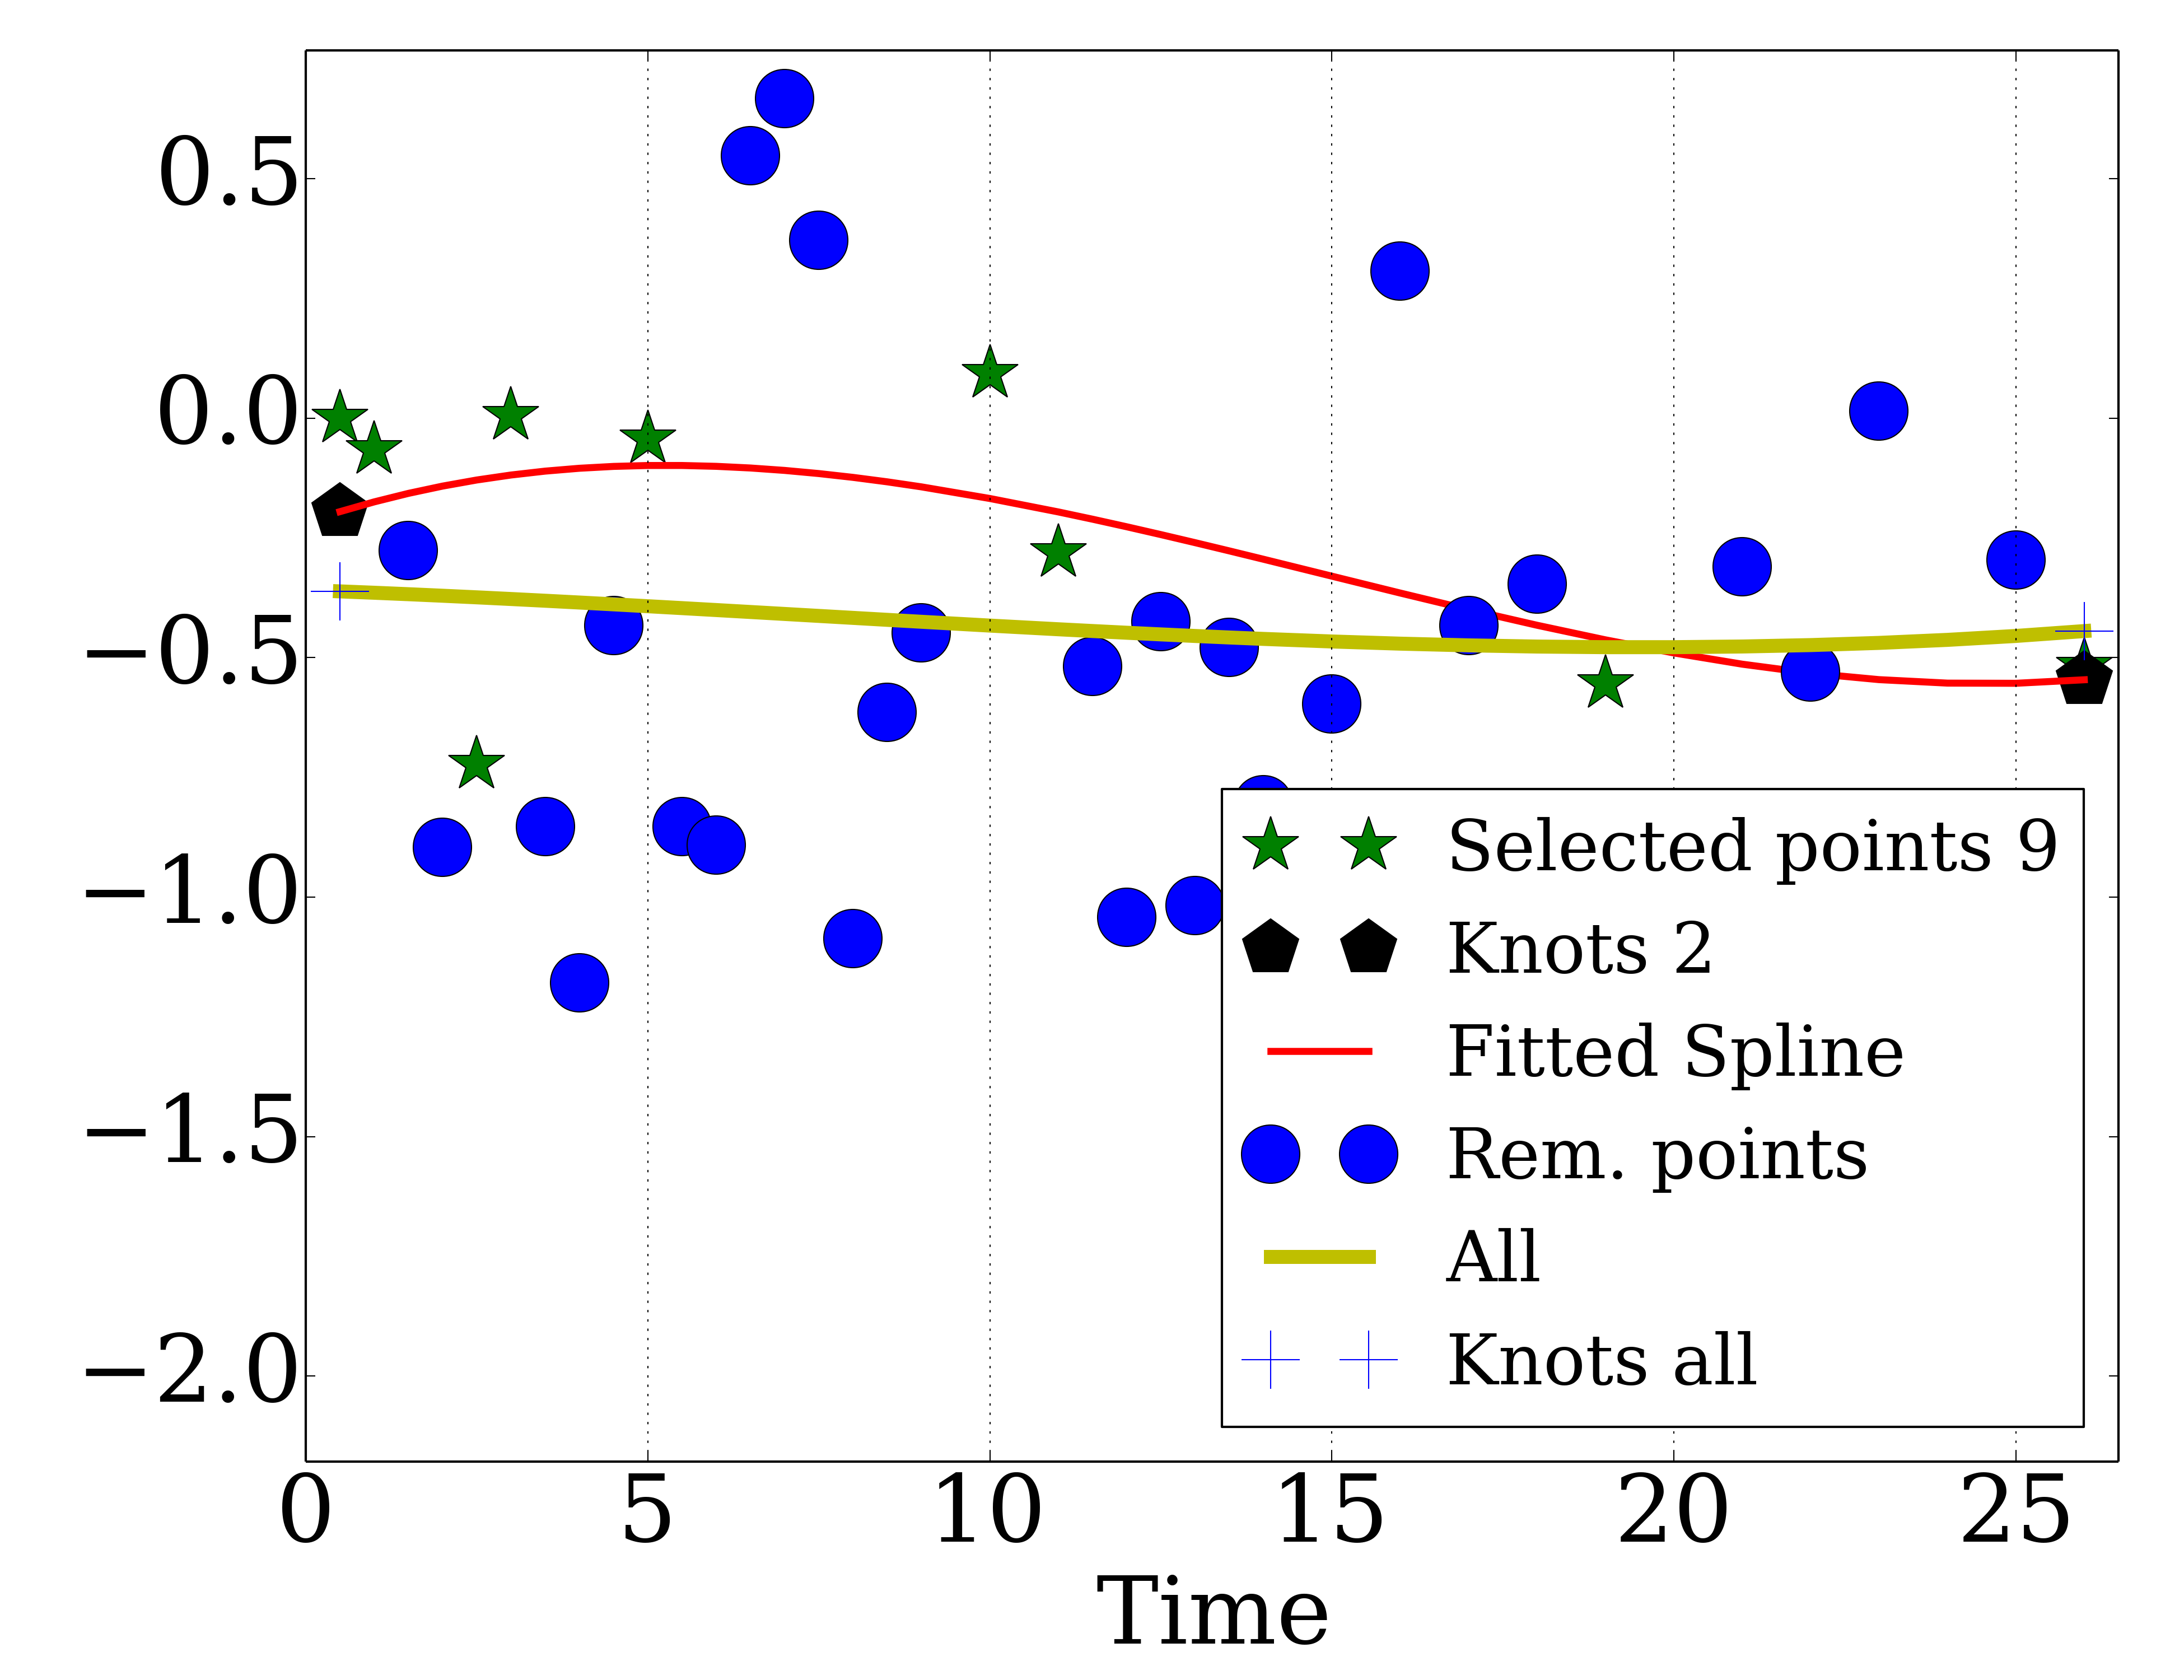 0.5
0.0
−0.5
−1.0
−1.5
−2.0
Selected points 9
Knots 2
Fitted Spline
Rem. points
All
Knots all
0 5 10 15 20 25
Time